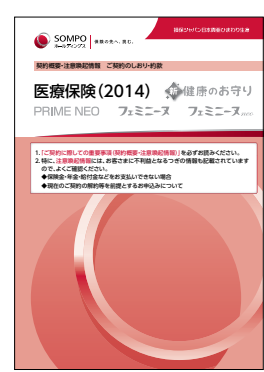 損保ジャパン日本興亜ひまわり生命
SOMPO
ホールディングス
保険の先へ、挑む。
契約概要・注意喚起情報 ご契約のしおり・約款
医療保険(2014) 新 健康のお守り
PRIME NEO フェミニーヌ フェミニーヌ
1.「ご契約に際しての重要事項(契約概要・注意喚起情報)」を必ずお読みください。
2.特に、注意喚起情報には、お客さまに不利益となるつぎの情報も記載されています
ので、よくご確認ください。
◆保険金・年金・給付金などをお支払いできない場合
◆現在のご契約の解約等を前提とするお申込みについて